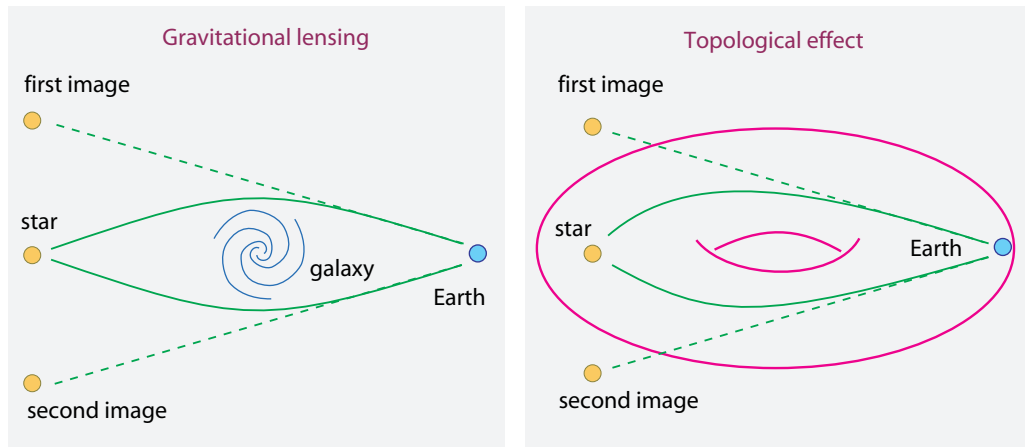 Gravitational lensing
first image
star
galaxy
Earth
second image
Topological effect
first image
star
Earth
second image